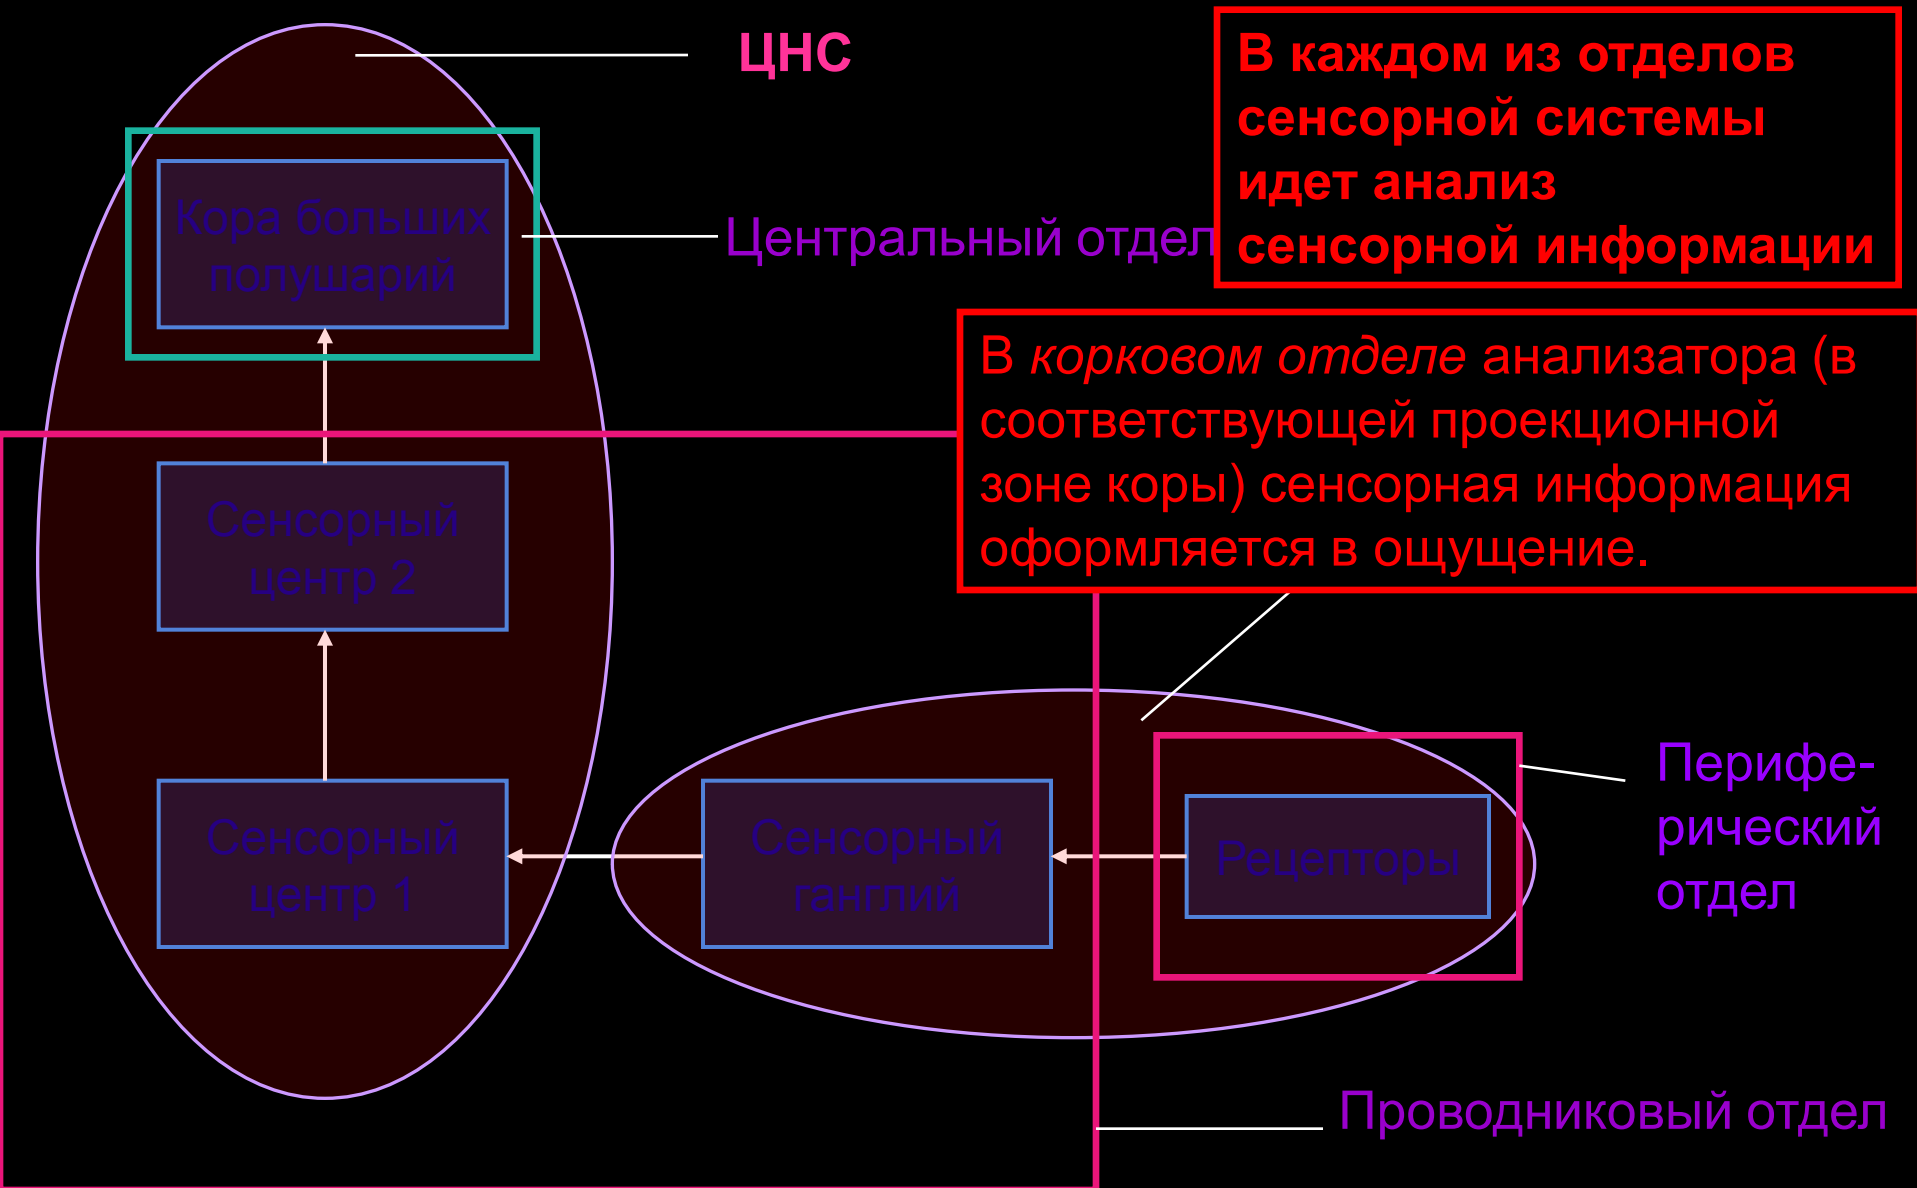 ЦНС
В каждом из отделов
сенсорной системы
идет анализ
сенсорной информации
Кора больших
полушарий
Центральный отдел
В корковом отделе анализатора (в
соответствующей проекционной
зоне коры) сенсорная информация
оформляется в ощущение.
Сенсорный
центр 2
Сенсорный
центр 1
Сенсорный
ганглий
Рецепторы
Перифе-
рический
отдел
Проводниковый отдел